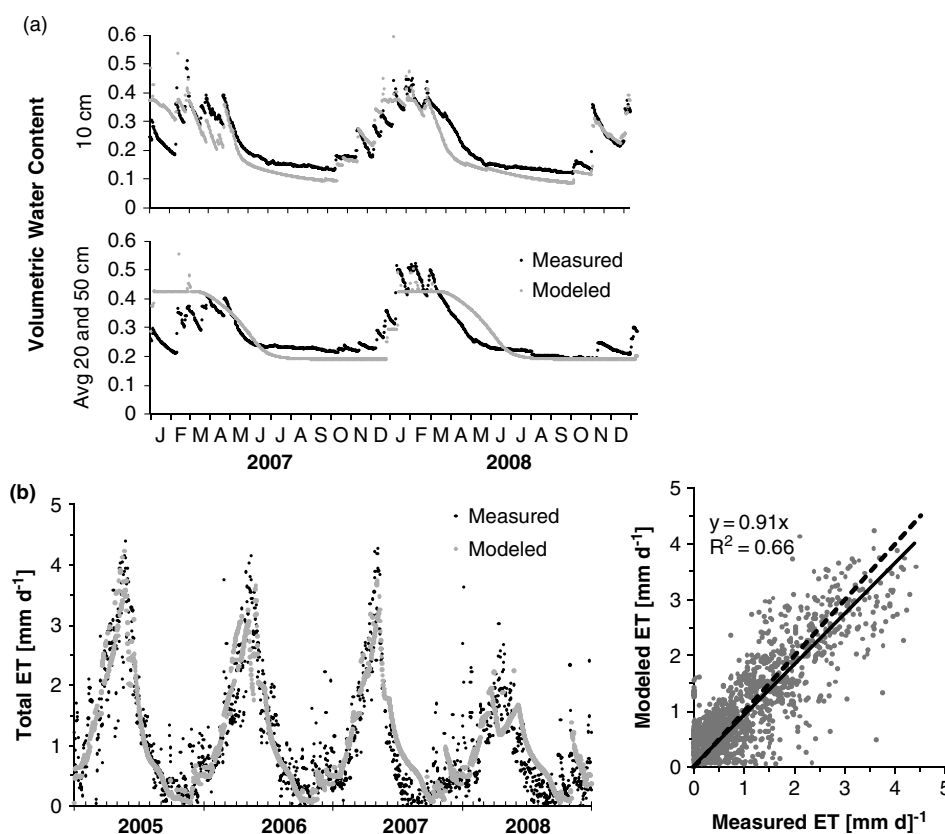 (a)
Volumetric Water Content
10 cm
0.6
0.5
0.4
0.3
0.2
0.1
0
Avg 20 and 50 cm
0.6
0.5
0.4
0.3
0.2
0.1
0
Measured
Modeled
J F M A M J J A S O N D J F M A M J J A S O N D
2007 2008
(b)
Total ET [mm d⁻¹]
5
4
3
2
1
0
Measured
Modeled
2005 2006 2007 2008
Modeled ET [mm d⁻¹]
5
4
3
2
1
0
y = 0.91x
R² = 0.66
0 1 2 3 4 5
Measured ET [mm d]⁻¹